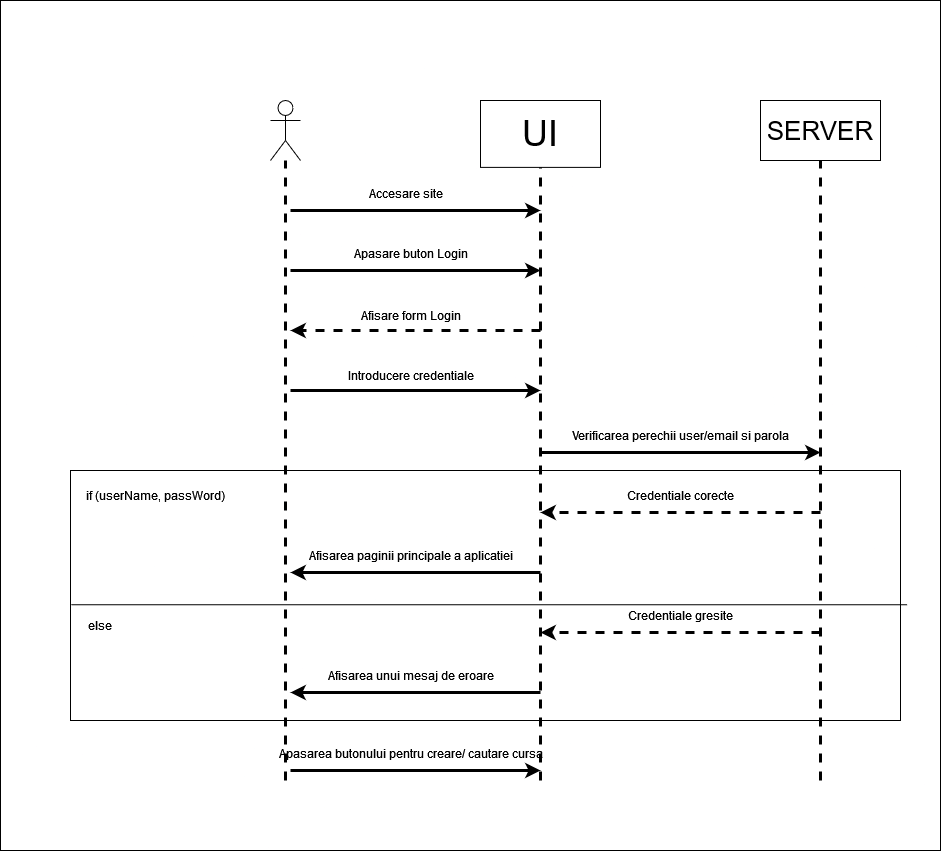 UI
SERVER
Accesare site
Apasare buton Login
Afisare form Login
Introducere credentiale
Verificarea perechii user/email si parola
if (userName, passWord)
Credentiale corecte
Afisarea paginii principale a aplicatiei
Credentiale gresite
else
Afisarea unui mesaj de eroare
Apasarea butonului pentru creare/ cautare cursa